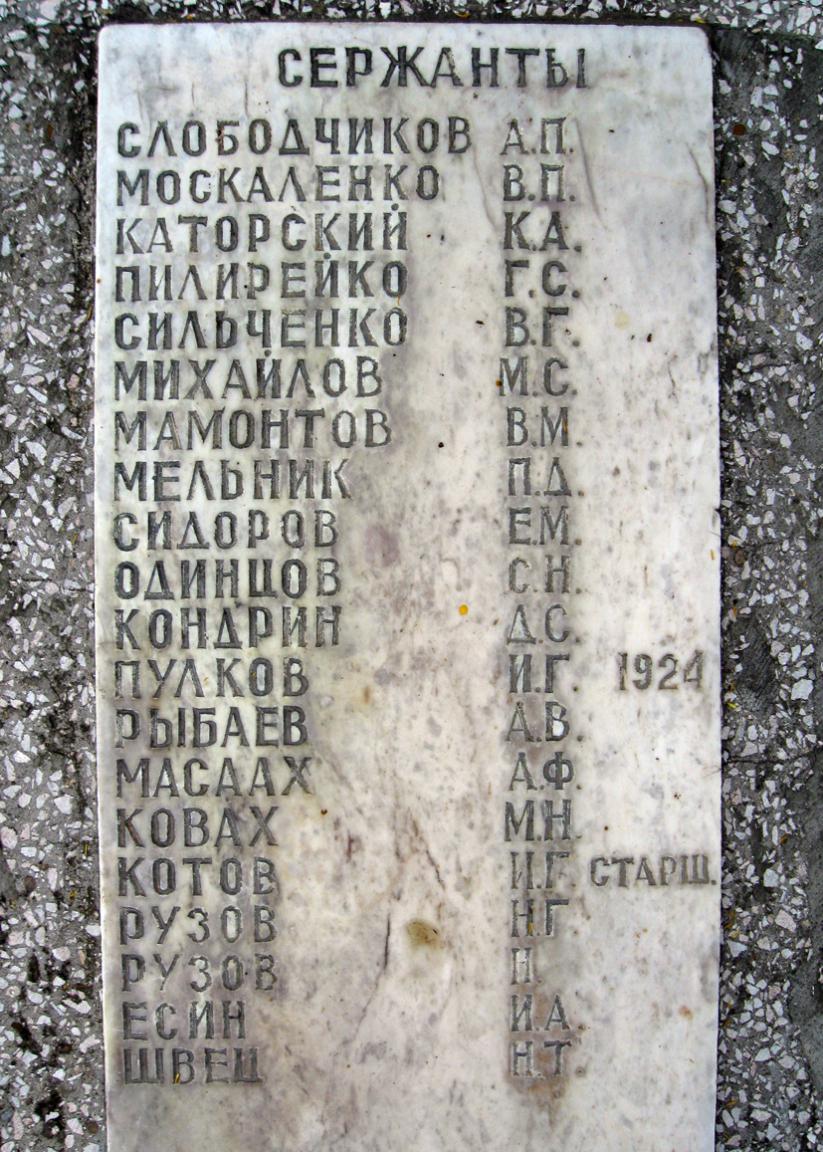 СЕРЖАНТЫ
СЛОБОДЧИКОВ А.П.
МОСКАЛЕНКО В.П.
КАТОРСКИЙ К.А.
ПИЛИРЕЙКО Г.С.
СИЛЬЧЕНКО В.Г.
МИХАЙЛОВ М.С.
МАМОНТОВ В.М.
МЕЛЬНИК П.Д.
СИДОРОВ Е.М.
ОДИНЦОВ С.Н.
КОНДРИН Д.С.
ПУЛКОВ И.Г. 1924
РЫБАЕВ А.В.
МАСААХ А.Ф.
КОВАХ М.Н.
КОТОВ И.Г. СТАРШ.
РУЗОВ Н.Г
РУЗОВ Н.
ЕСИН И.А.
ШВЕЦ Н.Т.